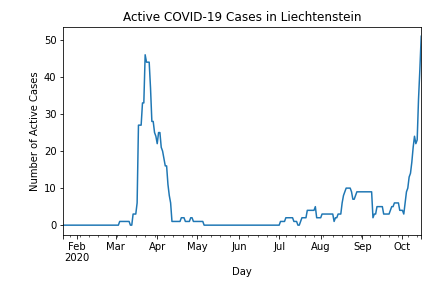 Active COVID-19 Cases in Liechtenstein
50
40
30
20
10
0
Number of Active Cases
Feb Mar Apr May Jun Jul Aug Sep Oct
2020
Day